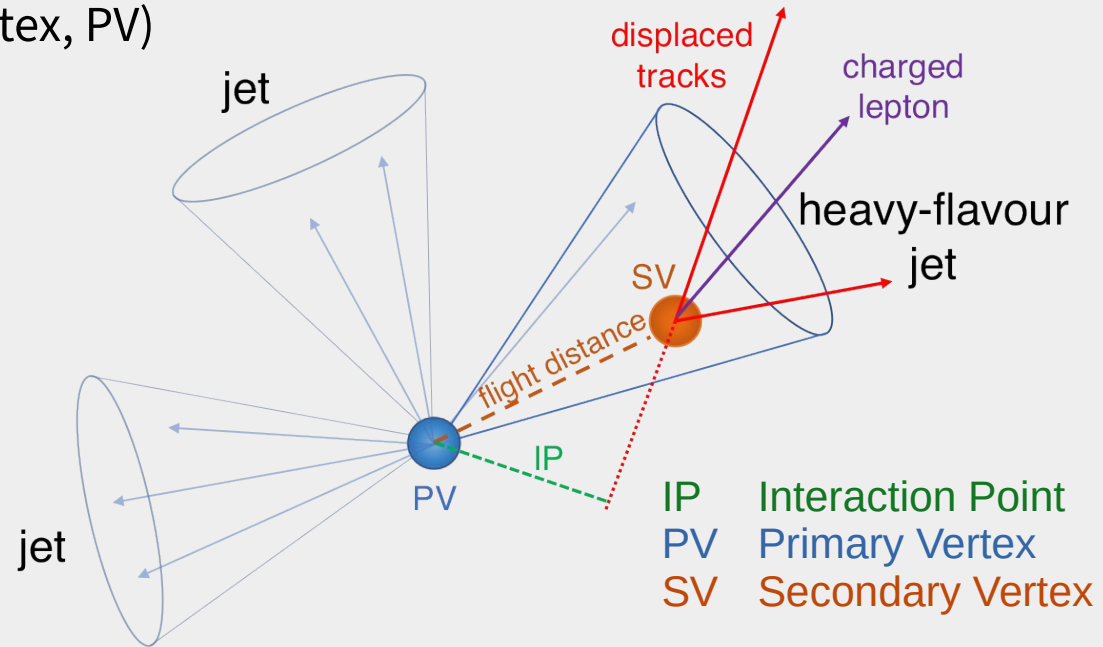 tex, PV)
jet
displaced
tracks
charged
lepton
heavy-flavour
jet
SV
flight distance
IP
PV
jet
IP Interaction Point
PV Primary Vertex
SV Secondary Vertex